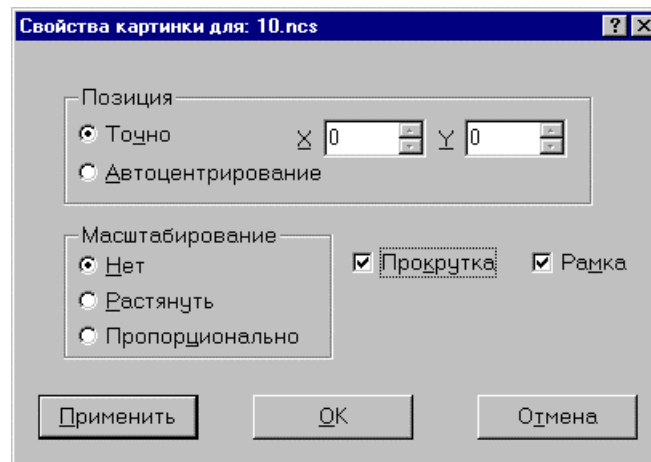 Свойства картинки для: 10.ncs
Позиция
Точно X 0 Y 0
Автоцентрирование
Масштабирование
Нет
Прокрутка Рамка
Растянуть
Пропорционально
Применить OK Отмена